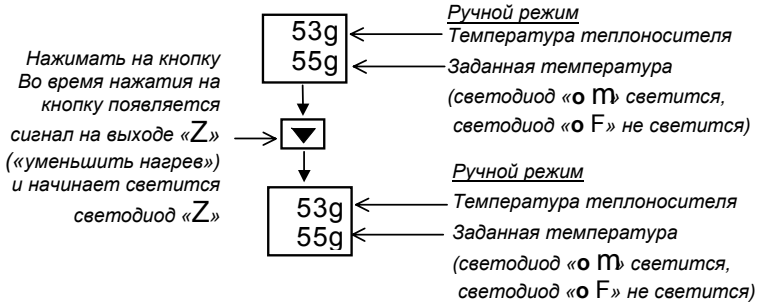 Ручной режим
53g
Температура теплоносителя
55g
Заданная температура
(светодиод «o m» светится,
светодиод «o F» не светится)
Нажимать на кнопку
Во время нажатия на
кнопку появляется
сигнал на выходе «Z»
(«уменьшить нагрев»)
и начинает светится
светодиод «Z»
Ручной режим
53g
Температура теплоносителя
55g
Заданная температура
(светодиод «o m» светится,
светодиод «o F» не светится)